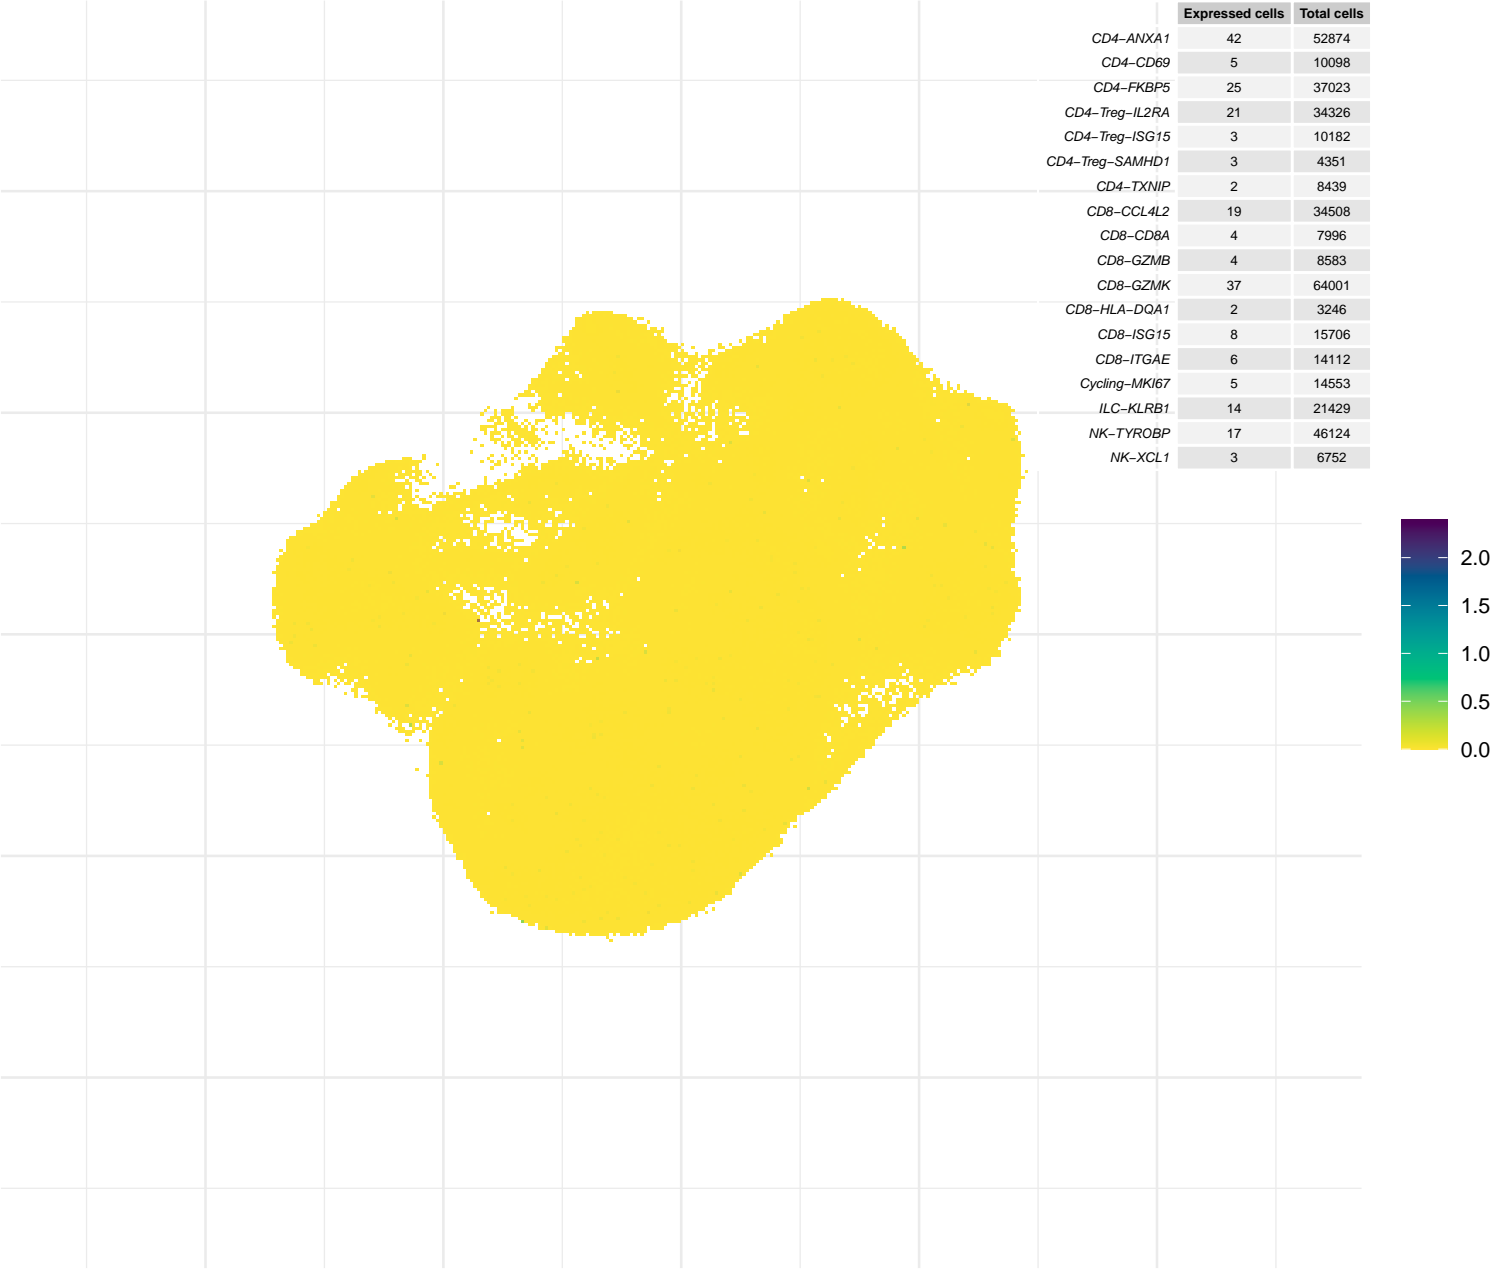 Expressed cells Total cells
CD4−ANXA1 42 52874
CD4−CD69 5 10098
CD4−FKBP5 25 37023
CD4−Treg−IL2RA 21 34326
CD4−Treg−ISG15 3 10182
CD4−Treg−SAMHD1 3 4351
CD4−TXNIP 2 8439
CD8−CCL4L2 19 34508
CD8−CD8A 4 7996
CD8−GZMB 4 8583
CD8−GZMK 37 64001
CD8−HLA−DQA1 2 3246
CD8−ISG15 8 15706
CD8−ITGAE 6 14112
Cycling−MKI67 5 14553
ILC−KLRB1 14 21429
NK−TYROBP 17 46124
NK−XCL1 3 6752
2.0
1.5
1.0
0.5
0.0